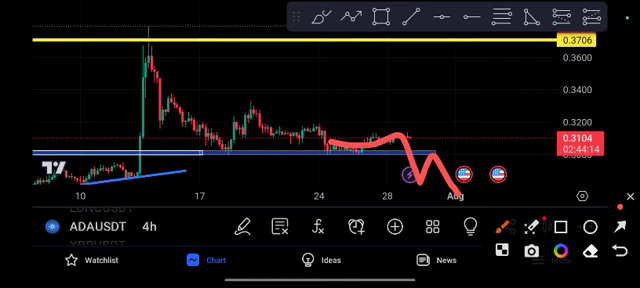 0.3706
0.3600
0.3400
0.3200
0.3104
02:44:14
0.3000
10
17
24
28
Aug
ADAUSDT 4h
Watchlist
Chart
Ideas
News